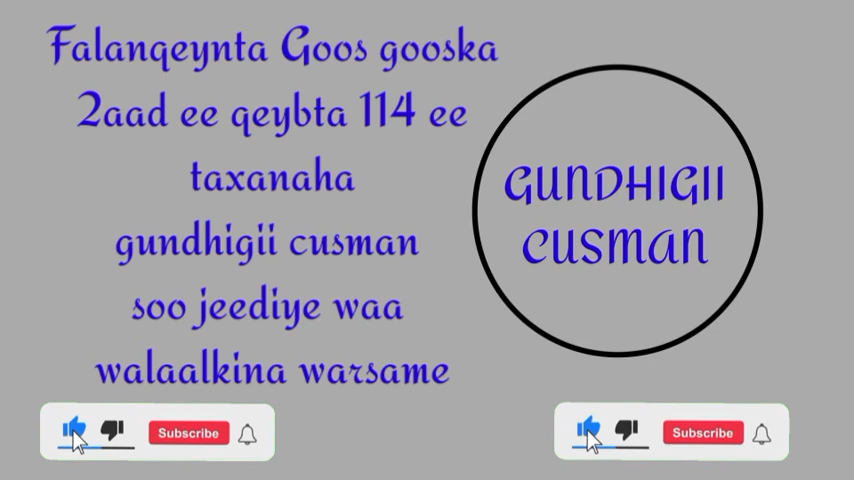 Falanqeynta Goos gooska
2aad ee qeybta 114 ee
taxanaha
gundhigii cusman
soo jeediye waa
walaalkina warsame
GUNDHIGII
CUSMAN
Subscribe
Subscribe